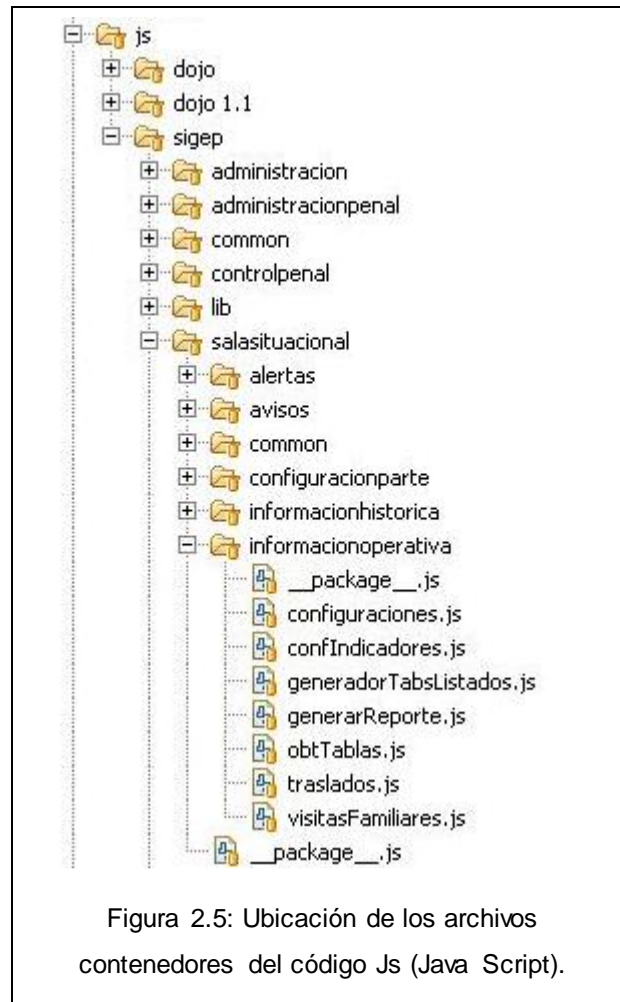 js
dojo
dojo 1.1
sigep
administracion
administracionpenal
common
controlpenal
lib
salasituacional
alertas
avisos
common
configuracionparte
informacionhistorica
informacionoperativa
__package__.js
configuraciones.js
confIndicadores.js
generadorTabsListados.js
generarReporte.js
obtTablas.js
traslados.js
visitasFamiliares.js
__package__.js
Figura 2.5: Ubicación de los archivos
contenedores del código Js (Java Script).